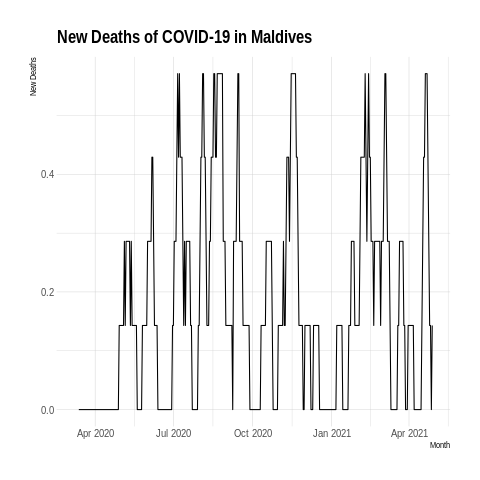 New Deaths of COVID-19 in Maldives
New Deaths
0.4
0.2
0.0
Apr 2020 Jul 2020 Oct 2020 Jan 2021 Apr 2021
Month